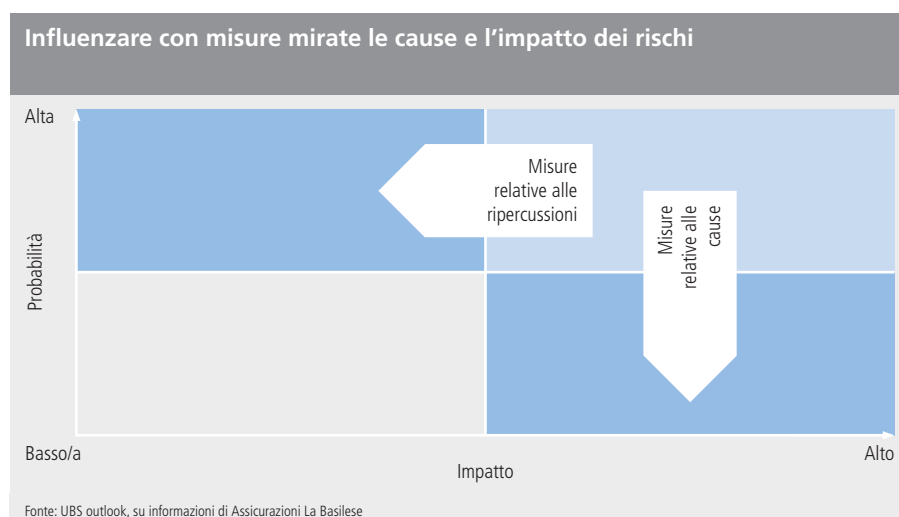 Influenzare con misure mirate le cause e l’impatto dei rischi
Alta
Misure
relative alle
ripercussioni
Misure
relative alle
cause
Probabilità
Basso/a
Alto
Impatto
Fonte: UBS outlook, su informazioni di Assicurazioni La Basilese